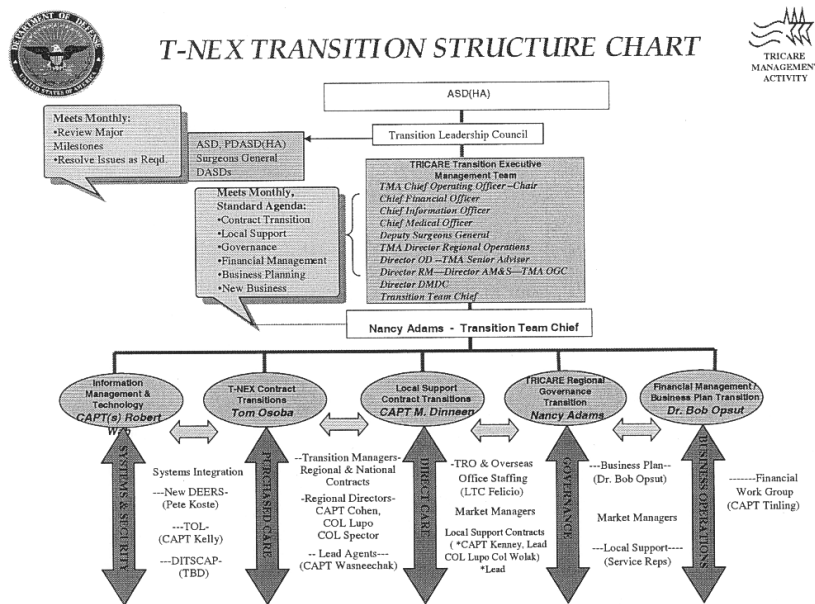 DEPARTMENT OF DEFENSE
UNITED STATES OF AMERICA
T-NEX TRANSITION STRUCTURE CHART
TRICARE
MANAGEMENT
ACTIVITY
ASD(HA)
Meets Monthly:
•Review Major
Milestones
•Resolve Issues as Reqd.
ASD, PDASD(HA)
Surgeons General
DASDs
Transition Leadership Council
TRICARE Transition Executive
Management Team
TMA Chief Operating Officer –Chair
Chief Financial Officer
Chief Information Officer
Chief Medical Officer
Deputy Surgeons General
TMA Director Regional Operations
Director OD –TMA Senior Advisor
Director RM—Director AM&S—TMA OGC
Director DMDC
Transition Team Chief
Meets Monthly,
Standard Agenda:
•Contract Transition
•Local Support
•Governance
•Financial Management
•Business Planning
•New Business
Nancy Adams - Transition Team Chief
Information
Management &
Technology
CAPT(s) Robert
T-NEX Contract
Transitions
Tom Osoba
Local Support
Contract Transitions
CAPT M. Dinneen
TRICARE Regional
Governance
Transition
Nancy Adams
Financial Management /
Business Plan Transition
Dr. Bob Opsut
SYSTEMS & SECURITY
Systems Integration
---New DEERS-
(Pete Koste)
---TOL-
(CAPT Kelly)
---DITSCAP-
(TBD)
PURCHASED CARE
--Transition Managers-
Regional & National
Contracts
-Regional Directors-
CAPT Cohen,
COL Lupo
COL Spector
-- Lead Agents---
(CAPT Wasneechak)
DIRECT CARE
-TRO & Overseas
Office Staffing
(LTC Felicio)
Market Managers
Local Support Contracts
( *CAPT Kenney, Lead
COL Lupo Col Wolak)
*Lead
GOVERNANCE
---Business Plan--
(Dr. Bob Opsut)
Market Managers
---Local Support----
(Service Reps)
BUSINESS OPERATIONS
-------Financial
Work Group
(CAPT Tinling)